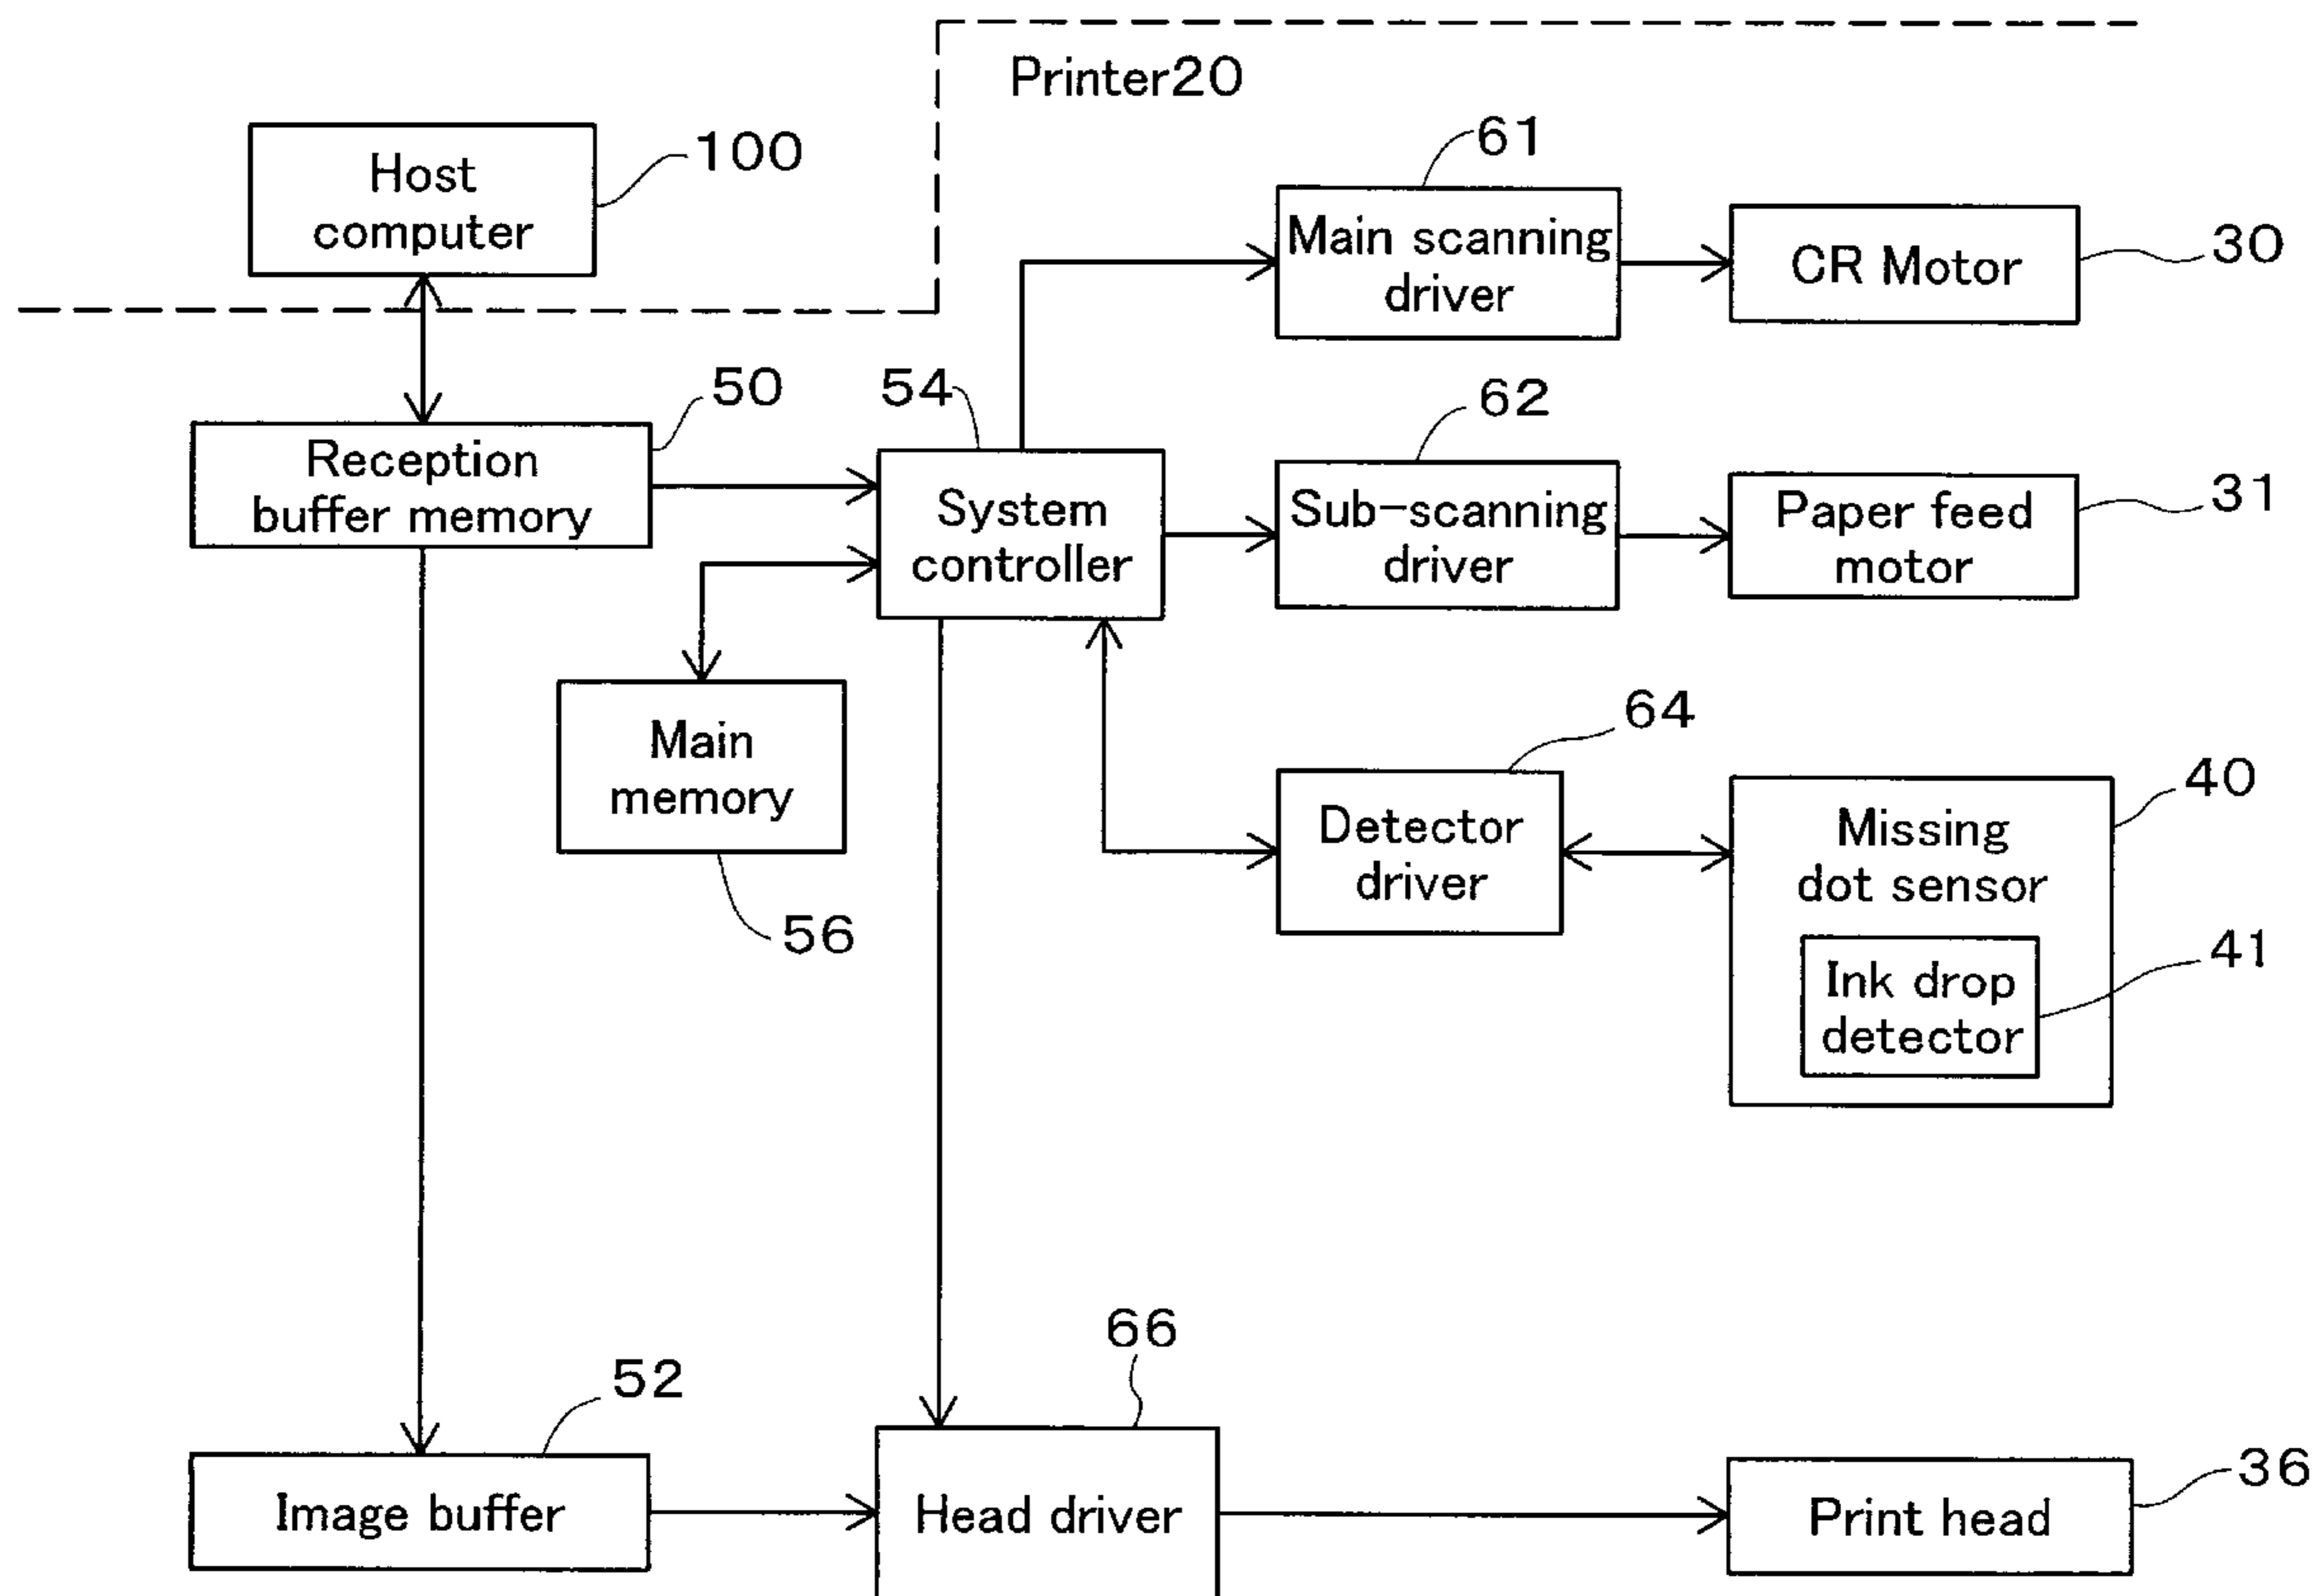 Printer20
Host
computer
100
61
Main scanning
driver
CR Motor
30
50
Reception
buffer memory
54
System
controller
62
Sub-scanning
driver
Paper feed
motor
31
Main
memory
56
64
Detector
driver
Missing
dot sensor
40
Ink drop
detector
41
52
Image buffer
66
Head driver
Print head
36